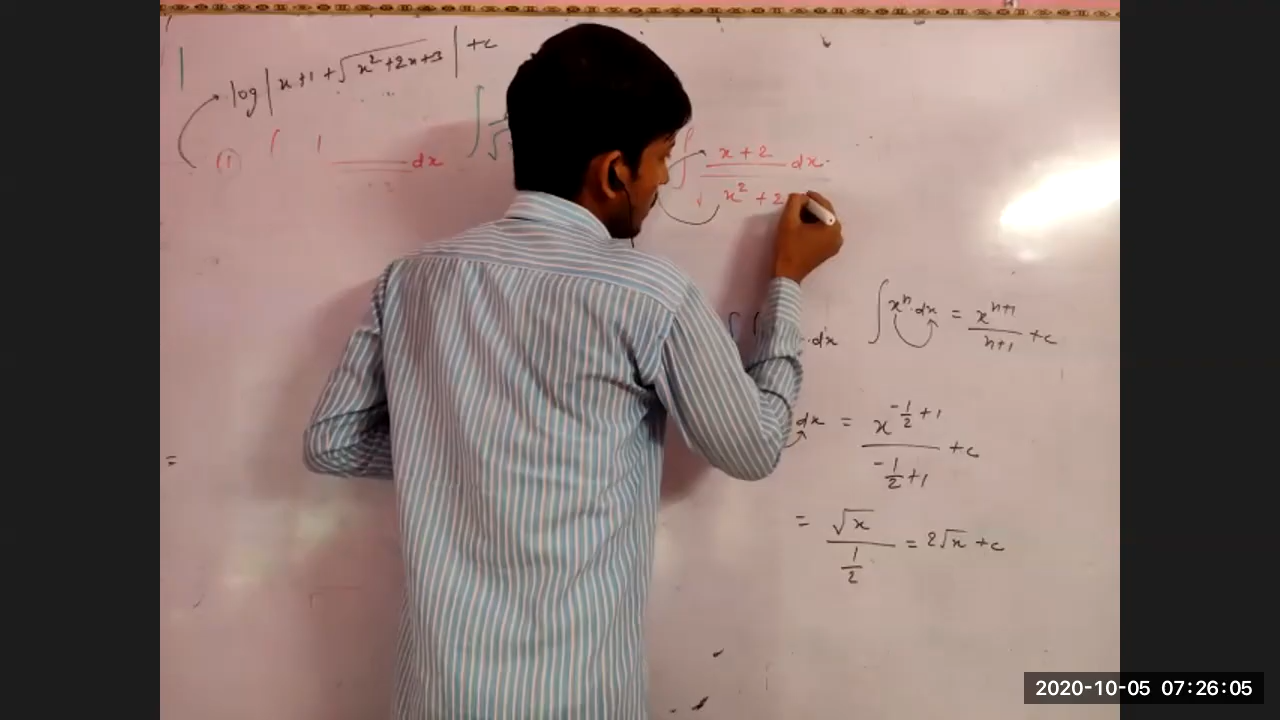 log|x+1+√x²+2x+3|+c
(1) ∫ dx
∫ x+2/√x²+2 dx
∫xⁿ·dx = xⁿ⁺¹/n+1 +c
·dx
dx = x^(-1/2+1)/(-1/2+1) +c
=
= √x/(1/2) = 2√x +c
2020-10-05 07:26:05